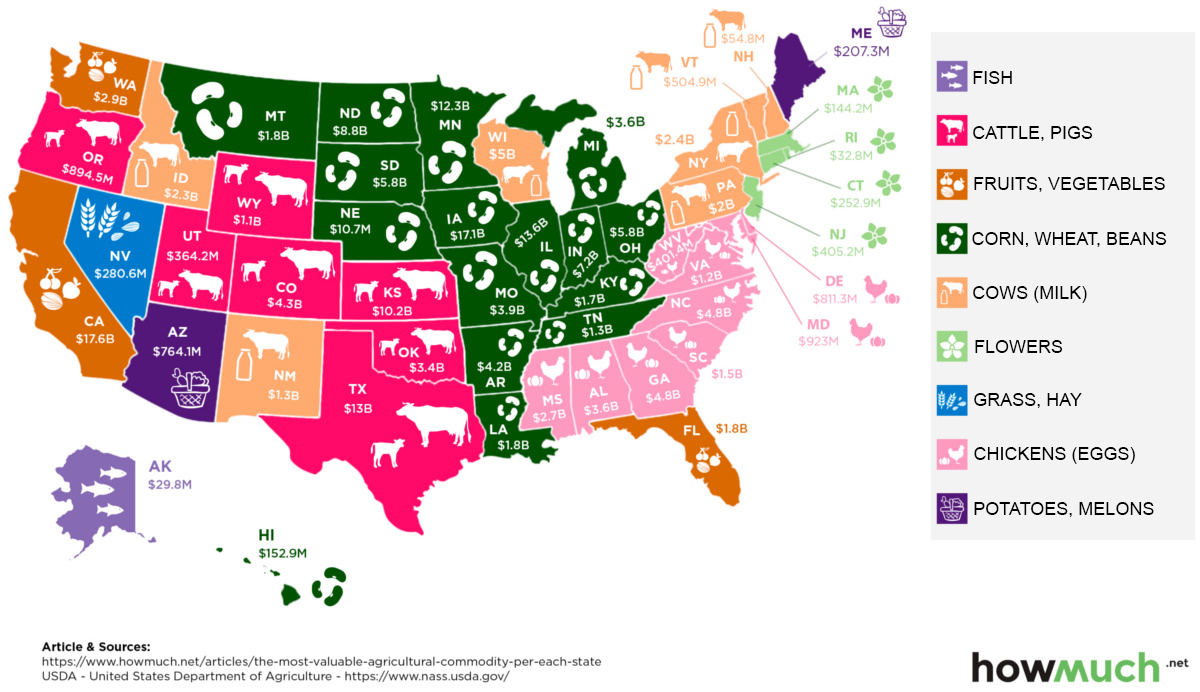 WA
$2.9B
OR
$894.5M
CA
$17.6B
NV
$280.6M
ID
$2.3B
MT
$1.8B
WY
$1.1B
UT
$364.2M
CO
$4.3B
AZ
$764.1M
NM
$1.3B
ND
$8.8B
SD
$5.8B
NE
$10.7M
KS
$10.2B
OK
$3.4B
TX
$13B
$12.3B
MN
IA
$17.1B
MO
$3.9B
$4.2B
AR
LA
$1.8B
WI
$5B
$13.6B
IL
$3.6B
MI
IN
$7.2B
$5.8B
OH
KY
$1.7B
TN
$1.3B
MS
$2.7B
AL
$3.6B
GA
$4.8B
FL
$1.8B
SC
$1.5B
NC
$4.8B
VA
$1.2B
WV
$401.4M
PA
$2B
$2.4B
NY
VT
$504.9M
$54.8M
NH
ME
$207.3M
MA
$144.2M
RI
$32.8M
CT
$252.9M
NJ
$405.2M
DE
$811.3M
MD
$923M
AK
$29.8M
HI
$152.9M
FISH
CATTLE, PIGS
FRUITS, VEGETABLES
CORN, WHEAT, BEANS
COWS (MILK)
FLOWERS
GRASS, HAY
CHICKENS (EGGS)
POTATOES, MELONS
Article & Sources:
https://www.howmuch.net/articles/the-most-valuable-agricultural-commodity-per-each-state
USDA - United States Department of Agriculture - https://www.nass.usda.gov/
howmuch.net